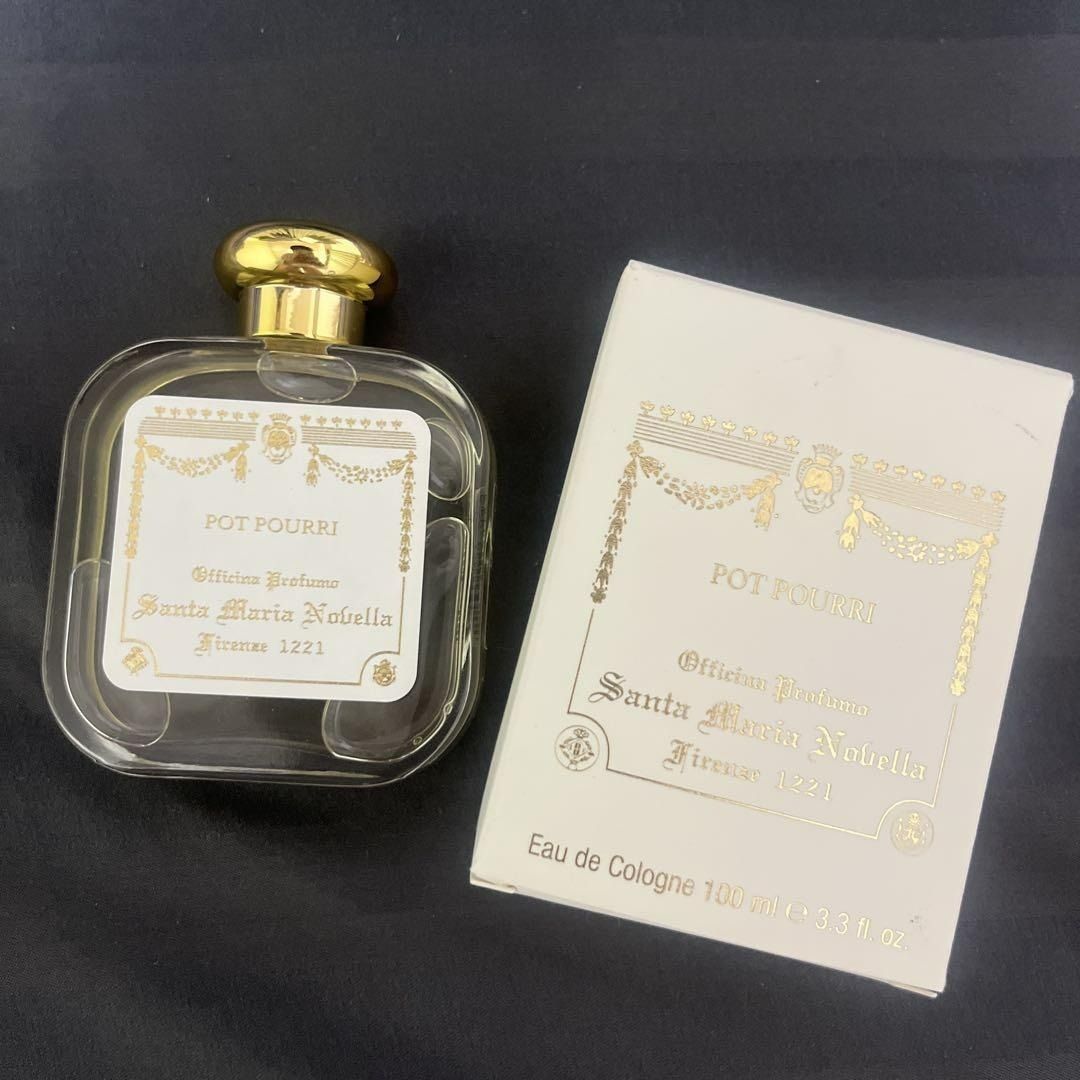 POT POURRI
Officina Profumo
Santa Maria Novella
Firenze 1221
POT POURRI
Officina Profumo
Santa Maria Novella
Firenze 1221
Eau de Cologne 100 ml ℮ 3.3 fl. oz.